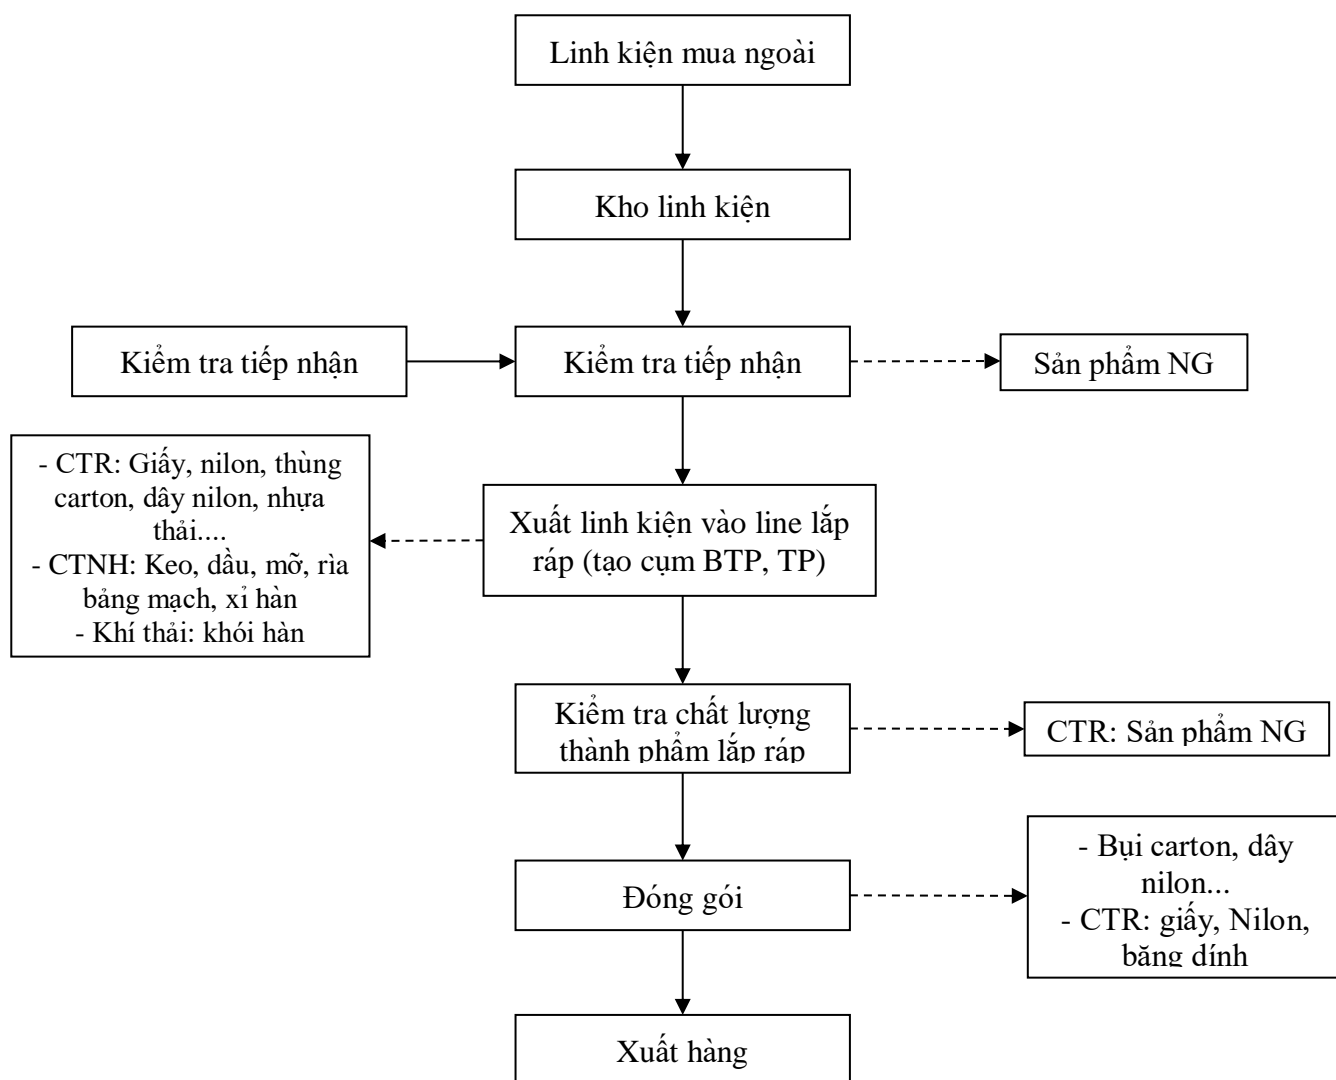 Linh kiện mua ngoài
Kho linh kiện
Kiểm tra tiếp nhận
Kiểm tra tiếp nhận
Sản phẩm NG
- CTR: Giấy, nilon, thùng
carton, dây nilon, nhựa
thải....
- CTNH: Keo, dầu, mỡ, rìa
bảng mạch, xỉ hàn
- Khí thải: khói hàn
Xuất linh kiện vào line lắp
ráp (tạo cụm BTP, TP)
Kiểm tra chất lượng
thành phẩm lắp ráp
CTR: Sản phẩm NG
Đóng gói
- Bụi carton, dây
nilon...
- CTR: giấy, Nilon,
băng dính
Xuất hàng